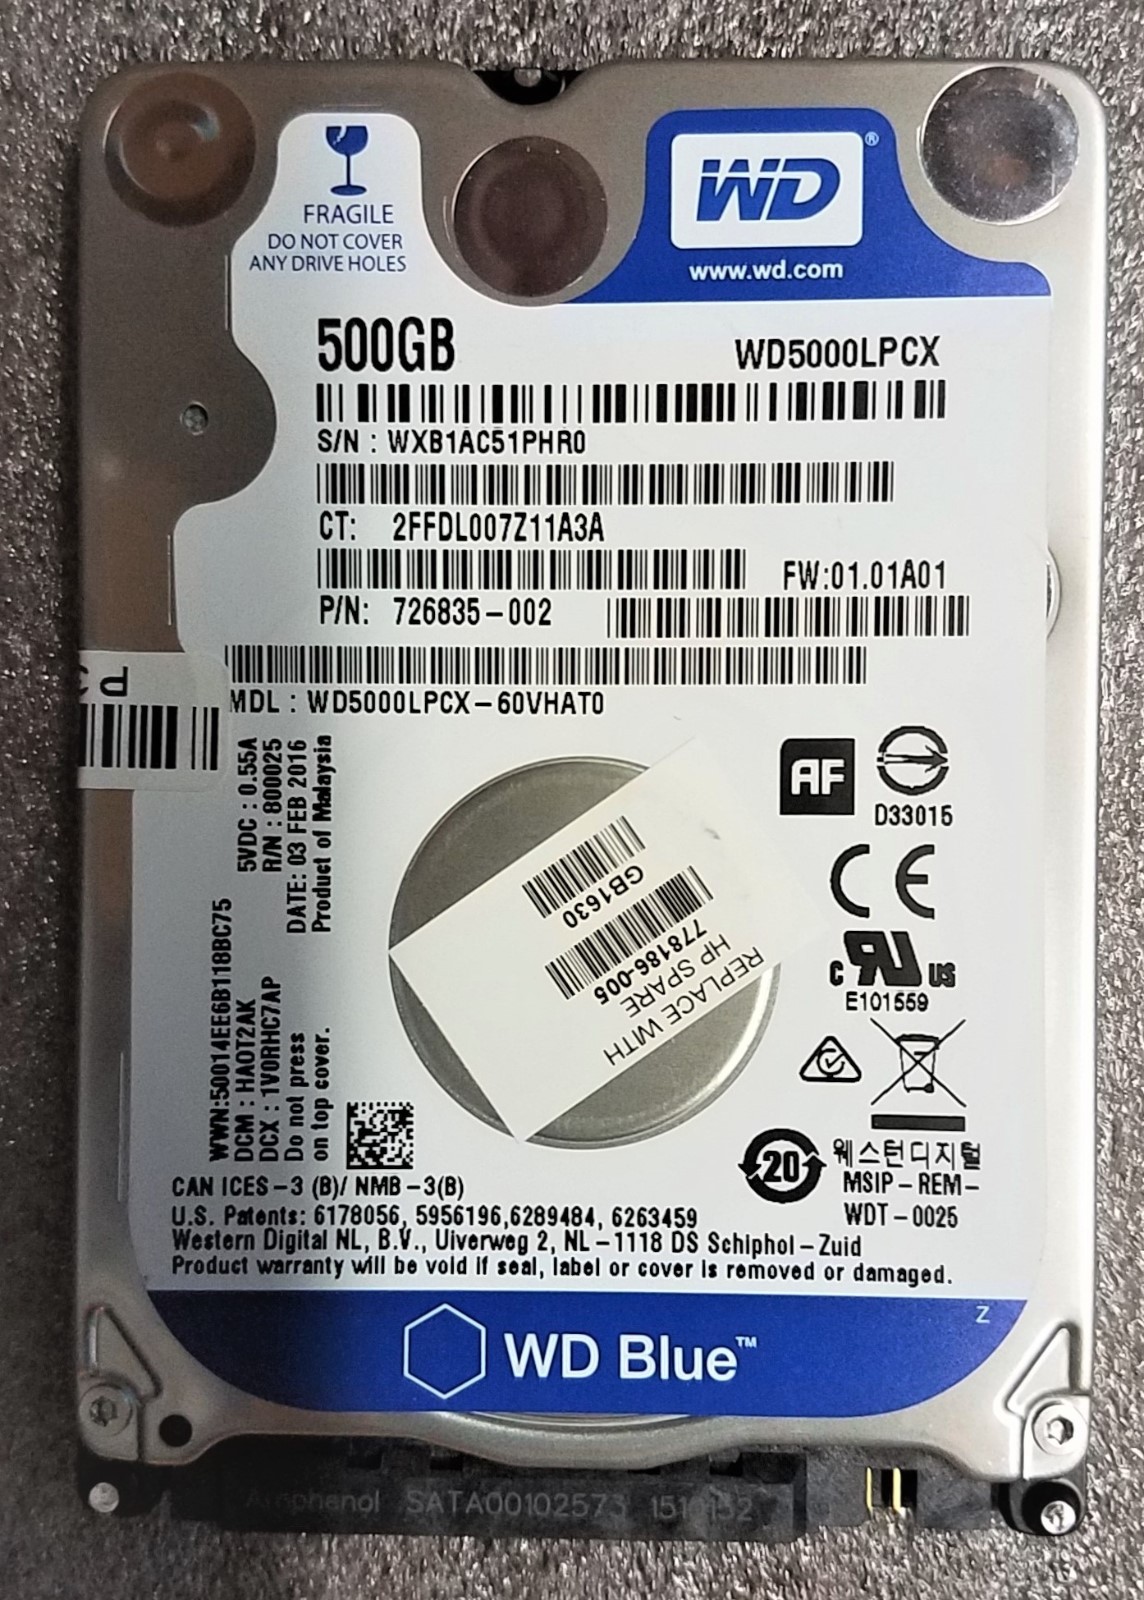 FRAGILE
DO NOT COVER
ANY DRIVE HOLES
WD®
www.wd.com
500GB
WD5000LPCX
S/N : WXB1AC51PHR0
CT: 2FFDL007Z11A3A
FW:01.01A01
P/N: 726835-002
MDL : WD5000LPCX-60VHAT0
5VDC : 0.55A
R/N : 800025
DATE: 03 FEB 2016
Product of Malaysia
WWN:50014EE6B118BC75
DCM : HAOT2AK
DCX : 1V0RHC7AP
Do not press
on top cover.
REPLACE WITH
HP SPARE
778186-005
GB1630
AF
D33015
CE
c RU US
E101559
20
웨스턴디지털
MSIP-REM-
WDT-0025
CAN ICES-3 (B)/ NMB-3(B)
U.S. Patents: 6178056, 5956196,6289484, 6263459
Western Digital NL, B.V., Uiverweg 2, NL-1118 DS Schiphol-Zuid
Product warranty will be void if seal, label or cover is removed or damaged.
Z
WD Blue™
Amphenol SATA00102573